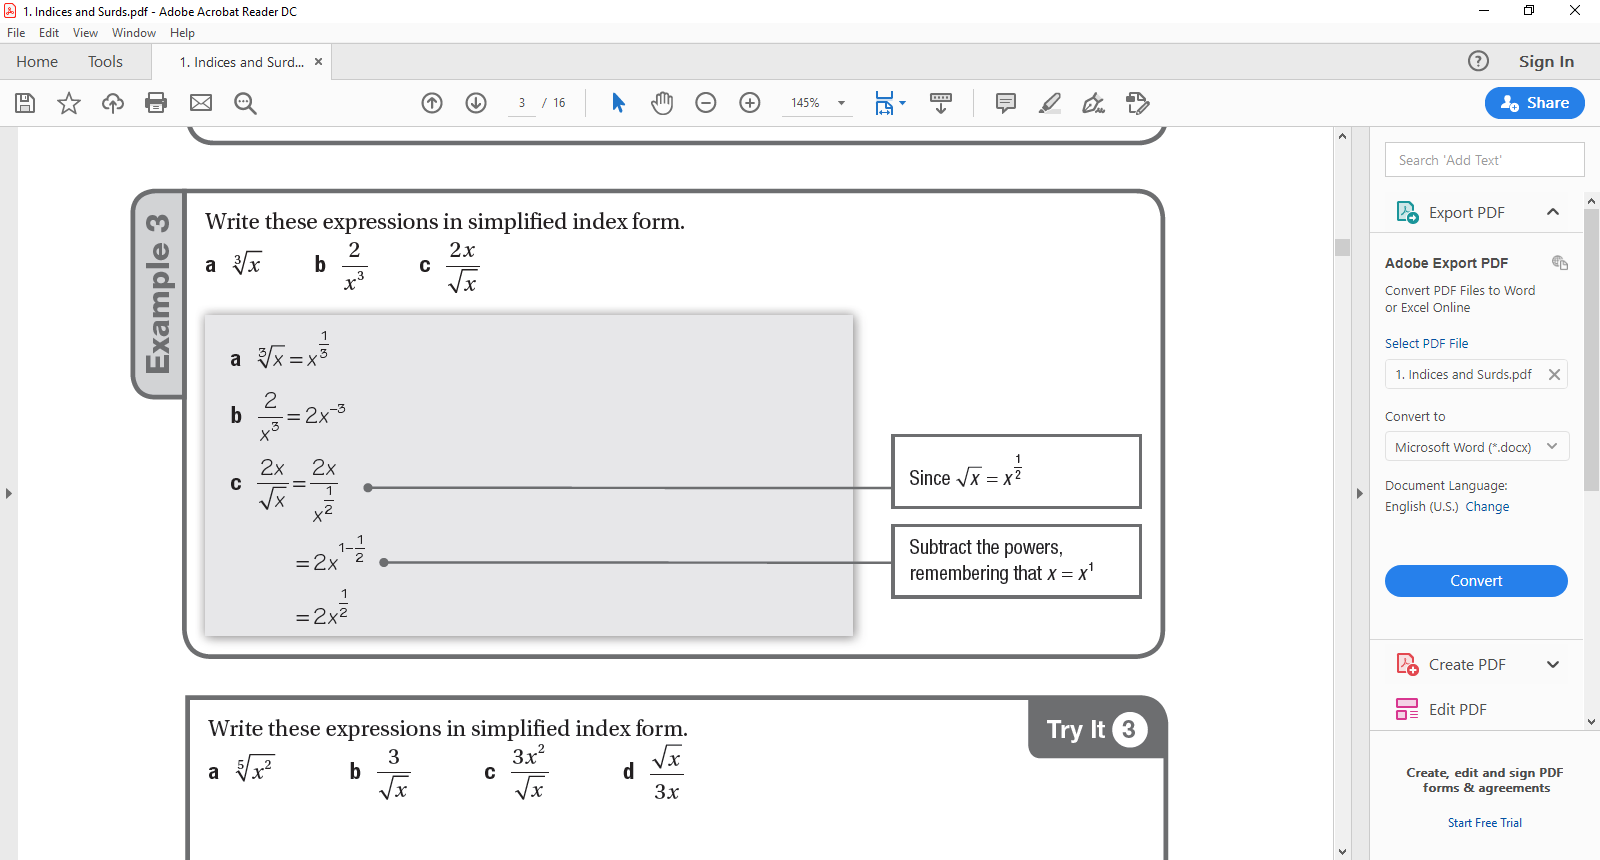 1. Indices and Surds.pdf - Adobe Acrobat Reader DC
File Edit View Window Help
Home Tools 1. Indices and Surd... × ? Sign In
3 / 16 145% Share
Example 3
Write these expressions in simplified index form.
a ∛x b 2/x³ c 2x/√x
a ∛x = x^(1/3)
b 2/x³ = 2x⁻³
c 2x/√x = 2x/x^(1/2)
Since √x = x^(1/2)
= 2x^(1−1/2)
Subtract the powers,
remembering that x = x¹
= 2x^(1/2)
Write these expressions in simplified index form.
Try It 3
a ⁵√x² b 3/√x c 3x²/√x d √x/3x
Search 'Add Text'
Export PDF
Adobe Export PDF
Convert PDF Files to Word
or Excel Online
Select PDF File
1. Indices and Surds.pdf
Convert to
Microsoft Word (*.docx)
Document Language:
English (U.S.) Change
Convert
Create PDF
Edit PDF
Create, edit and sign PDF
forms & agreements
Start Free Trial